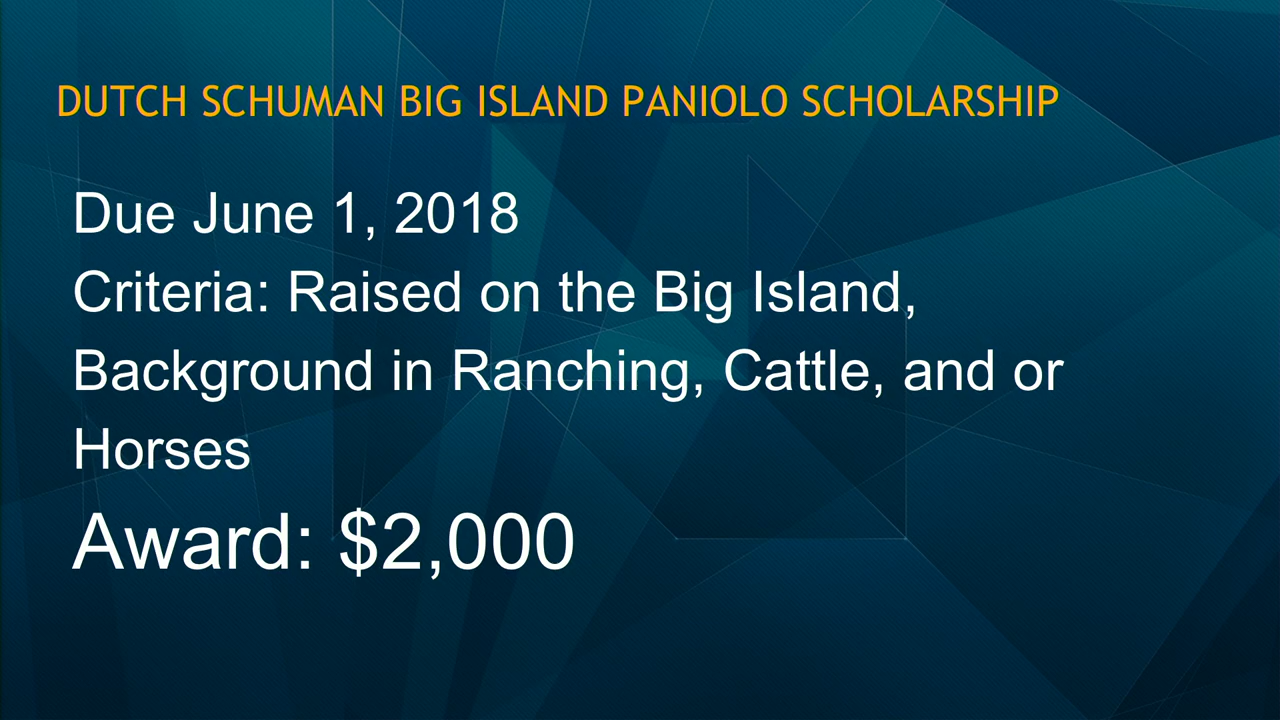 DUTCH SCHUMAN BIG ISLAND PANIOLO SCHOLARSHIP
Due June 1, 2018
Criteria: Raised on the Big Island,
Background in Ranching, Cattle, and or
Horses
Award: $2,000